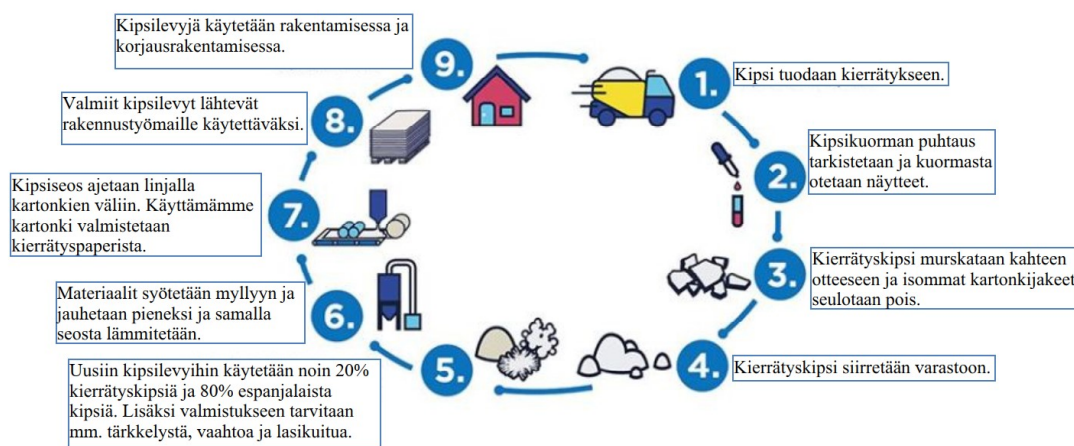 1.
Kipsi tuodaan kierrätykseen.
2.
Kipsikuorman puhtaus
tarkistetaan ja kuormasta
otetaan näytteet.
3.
Kierrätyskipsi murskataan kahteen
otteeseen ja isommat kartonkijakeet
seulotaan pois.
4.
Kierrätyskipsi siirretään varastoon.
5.
Uusiin kipsilevyihin käytetään noin 20%
kierrätyskipsiä ja 80% espanjalaista
kipsiä. Lisäksi valmistukseen tarvitaan
mm. tärkkelystä, vaahtoa ja lasikuitua.
6.
Materiaalit syötetään myllyyn ja
jauhetaan pieneksi ja samalla
seosta lämmitetään.
7.
Kipsiseos ajetaan linjalla
kartonkien väliin. Käyttämämme
kartonki valmistetaan
kierrätyspaperista.
8.
Valmiit kipsilevyt lähtevät
rakennustyömaille käytettäväksi.
9.
Kipsilevyjä käytetään rakentamisessa ja
korjausrakentamisessa.